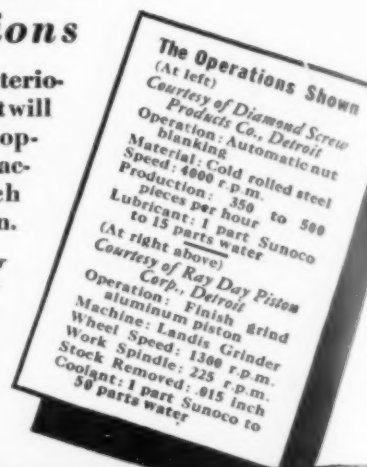 ions
terio-
t will
op-
ac-
ch
n.
r
The Operations Shown
(At left)
Courtesy of Diamond Screw
Products Co., Detroit
Operation: Automatic nut
blanking
Material: Cold rolled steel
Speed: 4000 r.p.m.
Production: 350 to 500
pieces per hour
Lubricant: 1 part Sunoco
to 15 parts water
(At right above)
Courtesy of Ray Day Piston
Corp., Detroit
Operation: Finish grind
aluminum piston
Machine: Landis Grinder
Wheel Speed: 1300 r.p.m.
Work Spindle: 225 r.p.m.
Stock Removed: .015 inch
Coolant: 1 part Sunoco to
50 parts water